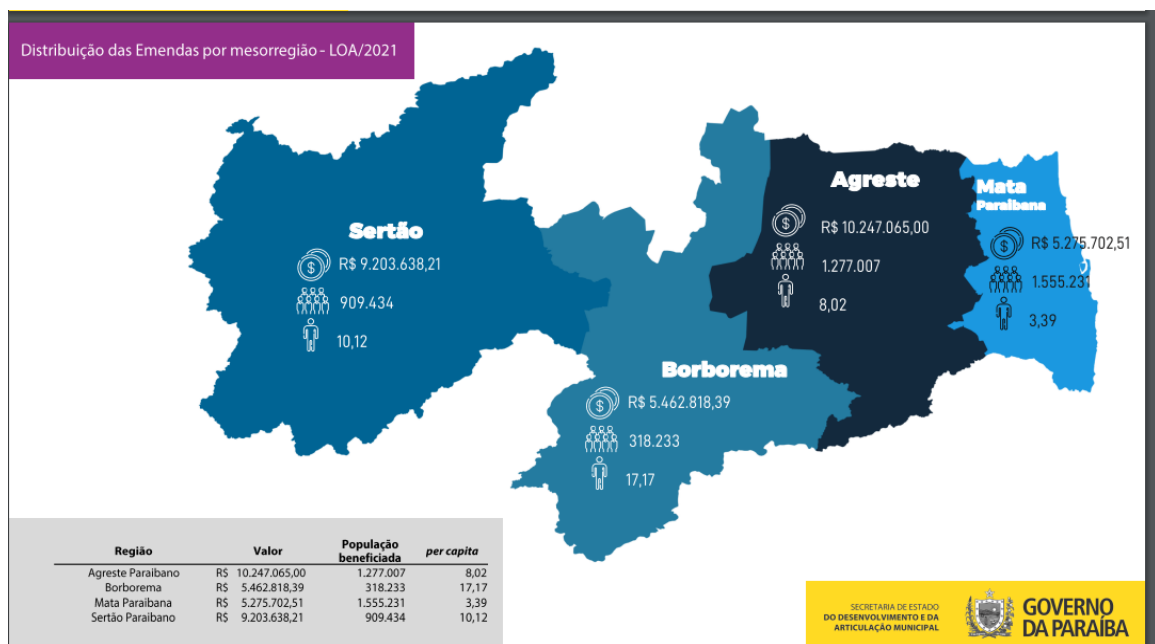 Distribuição das Emendas por mesorregião - LOA/2021
Sertão
R$ 9.203.638,21
909.434
10,12
Borborema
R$ 5.462.818,39
318.233
17,17
Agreste
R$ 10.247.065,00
1.277.007
8,02
Mata
Paraibana
R$ 5.275.702,51
1.555.231
3,39
Região Valor População beneficiada per capita
Agreste Paraibano R$ 10.247.065,00 1.277.007 8,02
Borborema R$ 5.462.818,39 318.233 17,17
Mata Paraibana R$ 5.275.702,51 1.555.231 3,39
Sertão Paraibano R$ 9.203.638,21 909.434 10,12
SECRETARIA DE ESTADO
DO DESENVOLVIMENTO E DA
ARTICULAÇÃO MUNICIPAL
GOVERNO
DA PARAÍBA